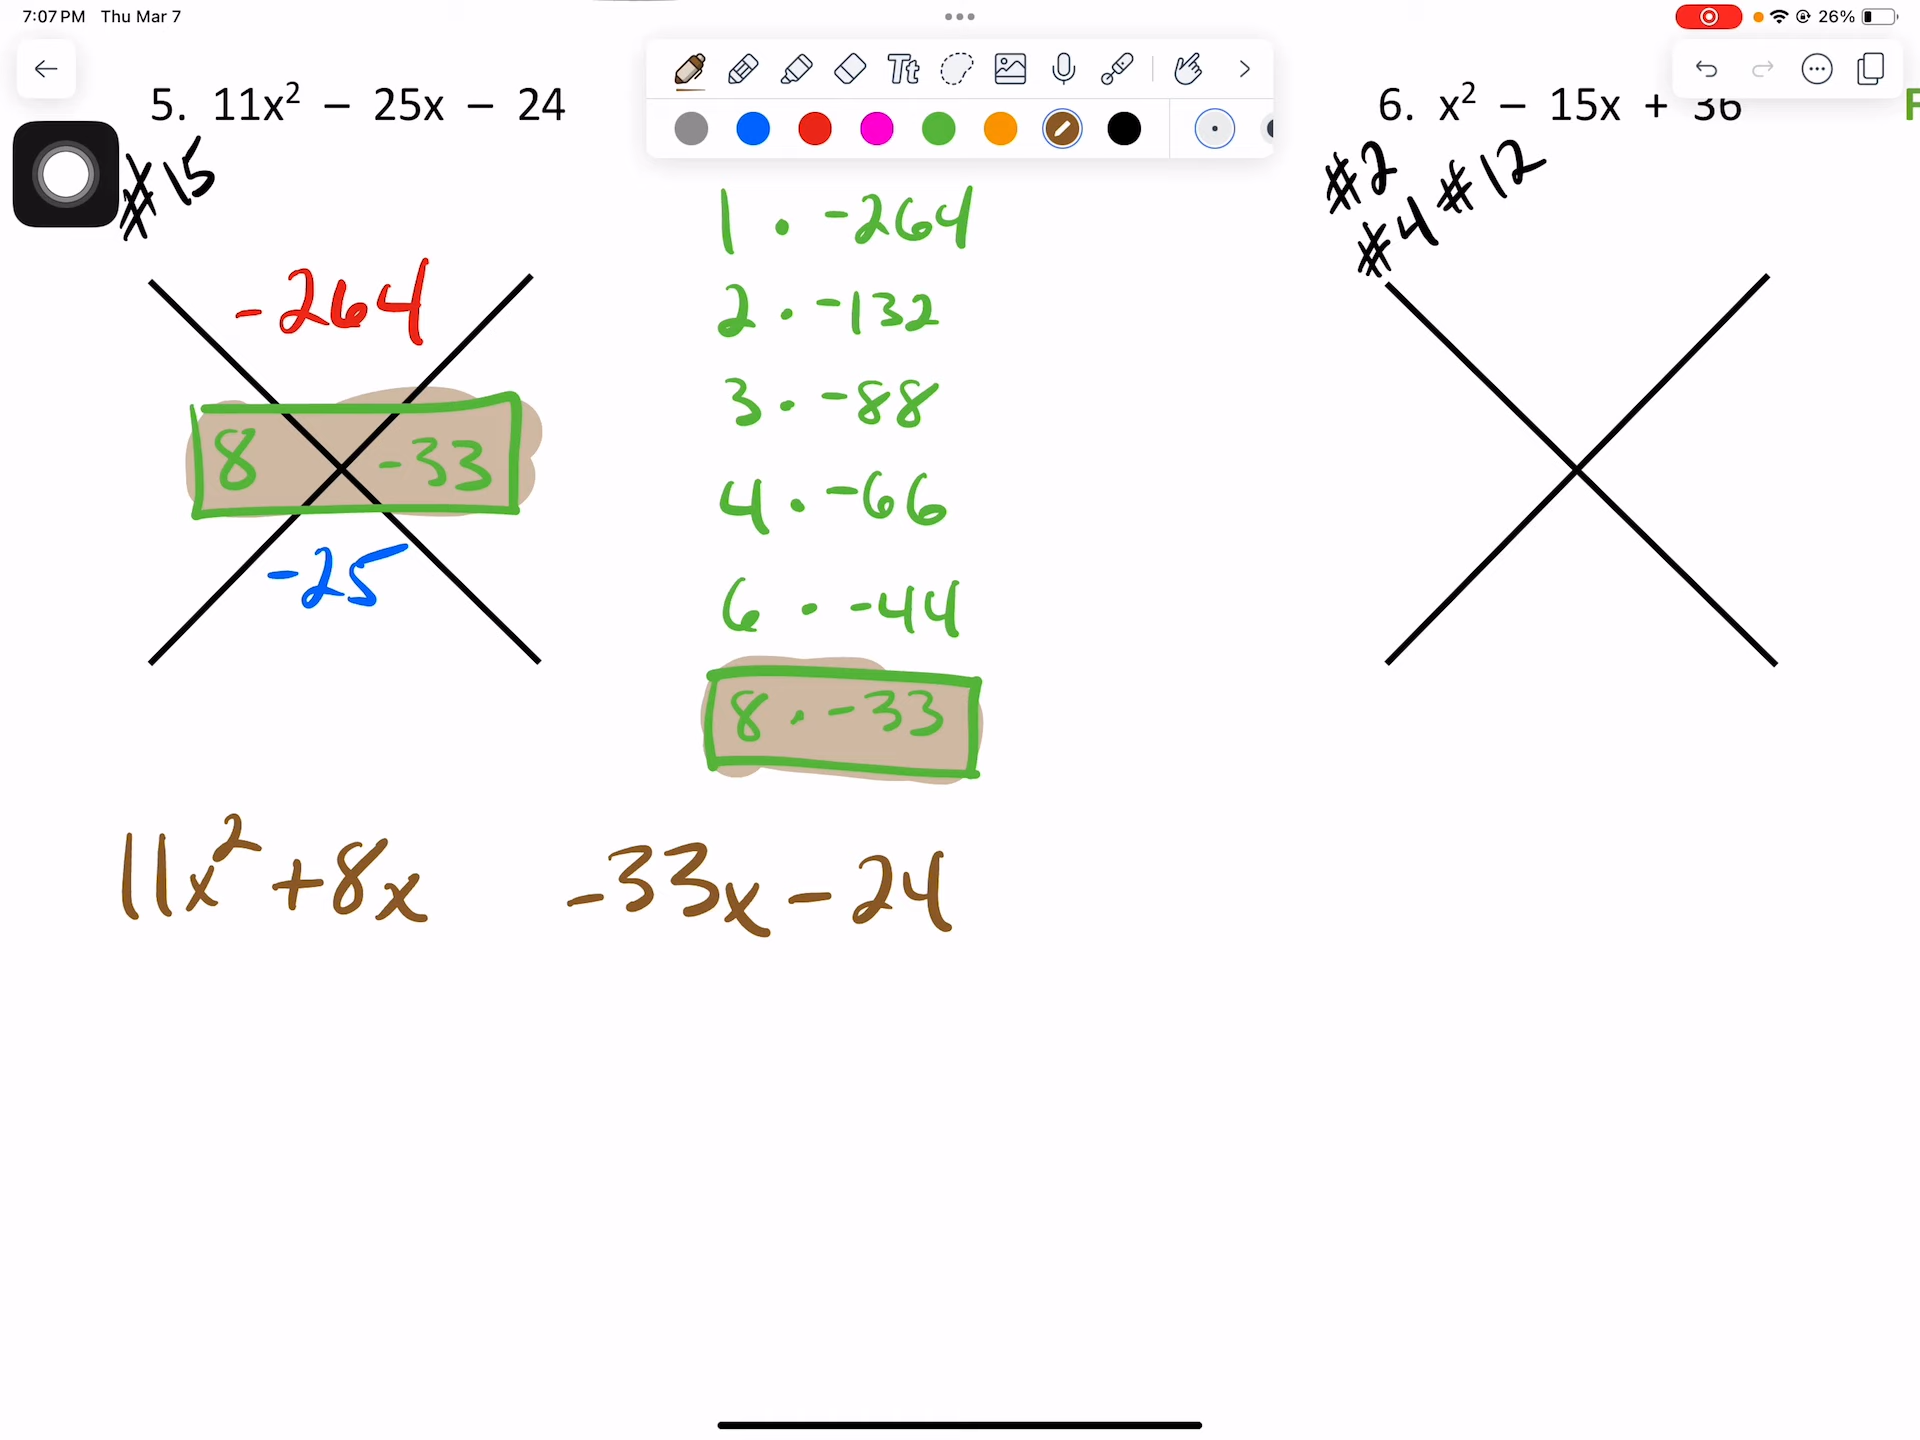 7:07 PM Thu Mar 7
26%
Tt
5. 11x² – 25x – 24
#15
-264
8 -33
-25
1 · -264
2 · -132
3 · -88
4 · -66
6 · -44
8 · -33
11x² +8x -33x - 24
6. x² – 15x + 36
#2
#4 #12